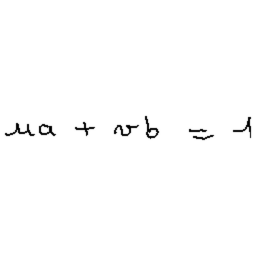 ua + vb = 1